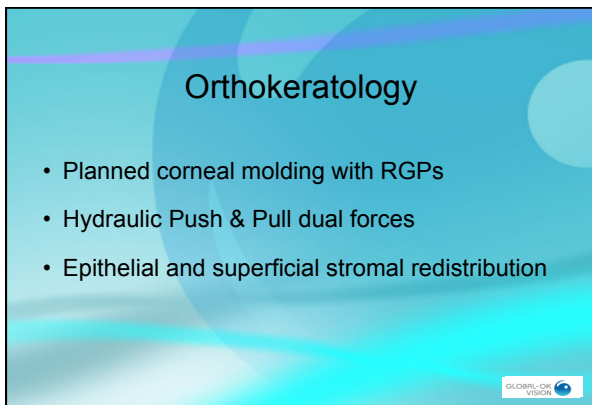 Orthokeratology
• Planned corneal molding with RGPs
• Hydraulic Push & Pull dual forces
• Epithelial and superficial stromal redistribution
GLOBAL-OK
VISION